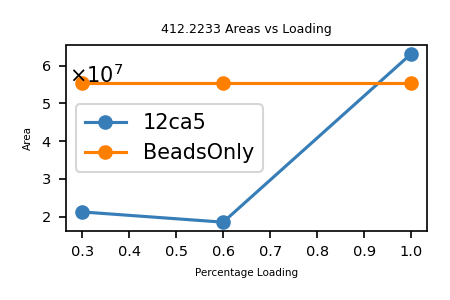 412.2233 Areas vs Loading
×10⁷
6
5
4
3
2
Area
12ca5
BeadsOnly
0.3 0.4 0.5 0.6 0.7 0.8 0.9 1.0
Percentage Loading